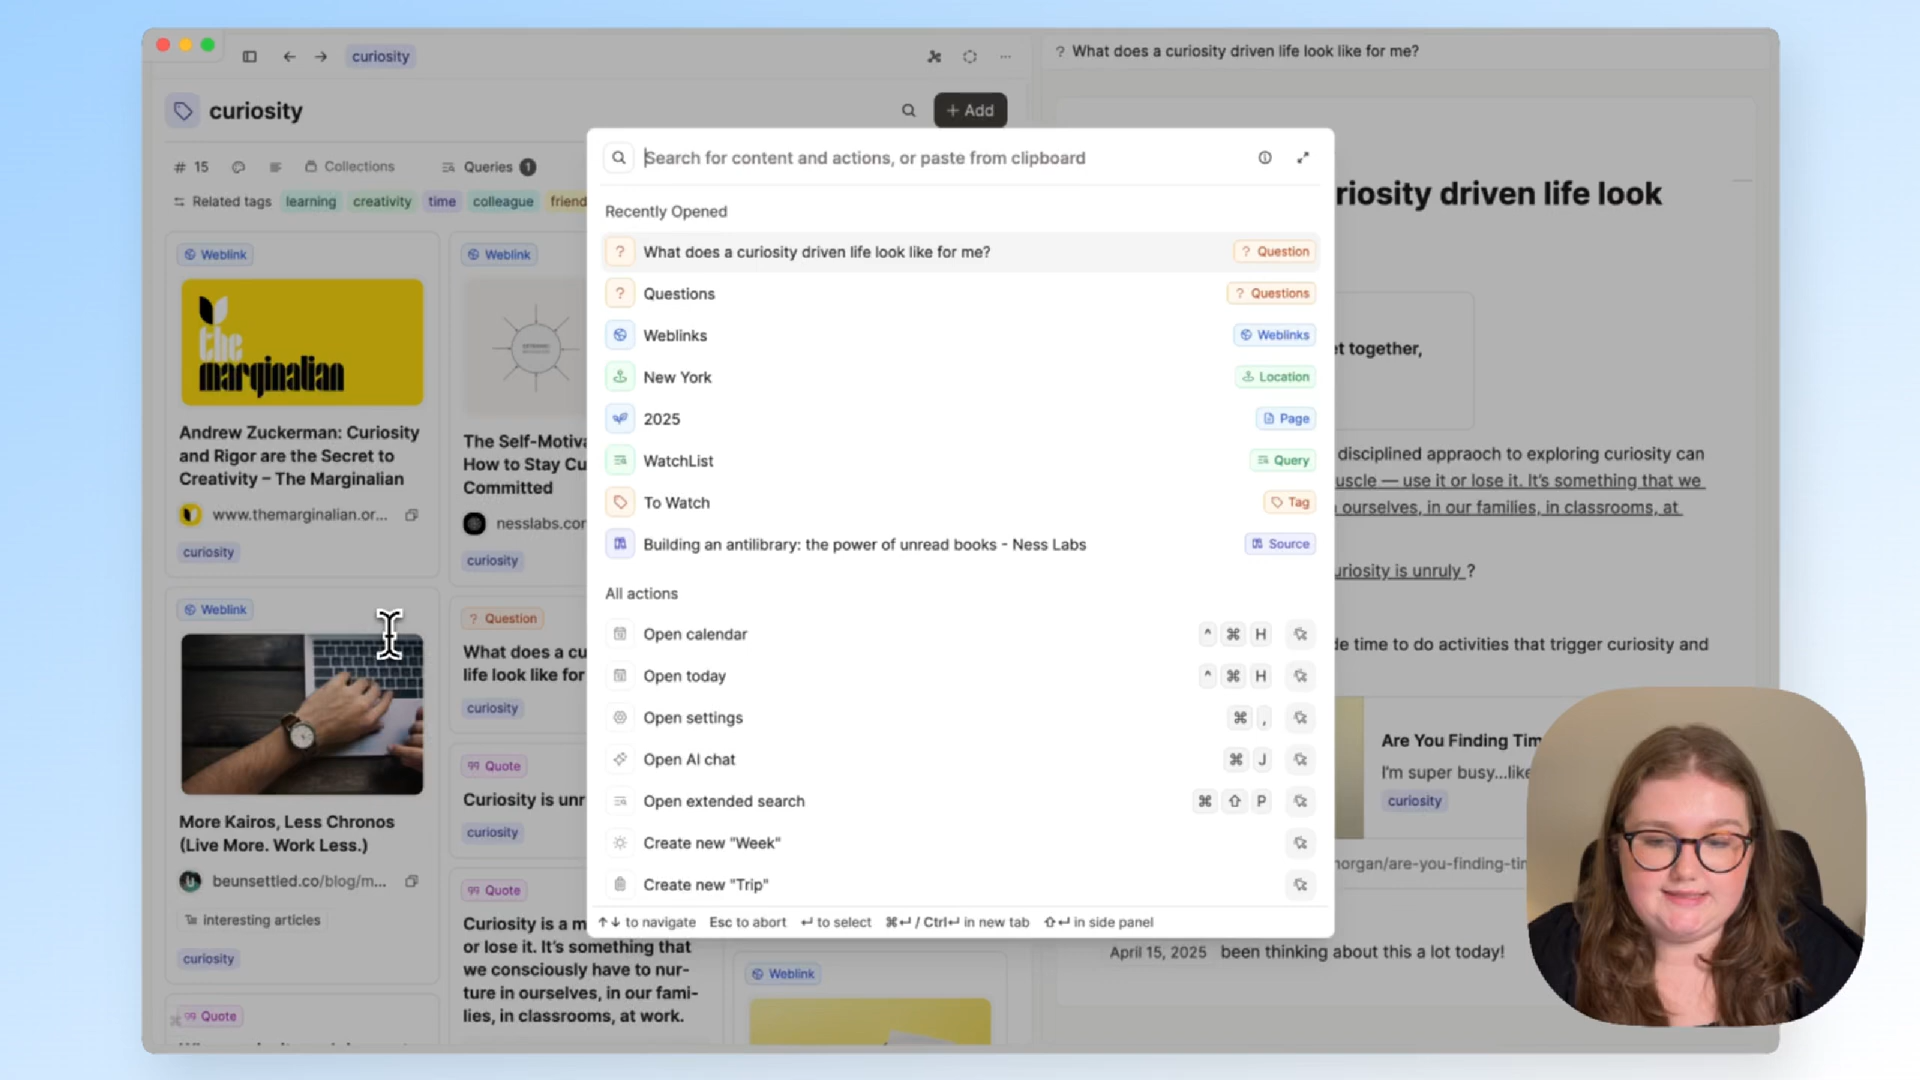 curiosity
? What does a curiosity driven life look like for me?
curiosity
+ Add
# 15
Collections
Queries 1
Related tags
learning
creativity
time
colleague
friend
Weblink
the
marginalian
Andrew Zuckerman: Curiosity
and Rigor are the Secret to
Creativity – The Marginalian
www.themarginalian.or...
curiosity
Weblink
More Kairos, Less Chronos
(Live More. Work Less.)
beunsettled.co/blog/m...
interesting articles
curiosity
Quote
Weblink
The Self-Motiva
How to Stay Cu
Committed
nesslabs.cor
curiosity
? Question
What does a cu
life look like for
curiosity
Quote
Curiosity is unr
curiosity
Quote
Curiosity is a m
or lose it. It's something that
we consciously have to nur-
ture in ourselves, in our fami-
lies, in classrooms, at work.
Weblink
Search for content and actions, or paste from clipboard
Recently Opened
? What does a curiosity driven life look like for me?
? Question
? Questions
? Questions
Weblinks
Weblinks
New York
Location
2025
Page
WatchList
Query
To Watch
Tag
Building an antilibrary: the power of unread books - Ness Labs
Source
All actions
Open calendar
^ ⌘ H
Open today
^ ⌘ H
Open settings
⌘ ,
Open AI chat
⌘ J
Open extended search
⌘ ⇧ P
Create new "Week"
Create new "Trip"
↑↓ to navigate Esc to abort ↵ to select ⌘↵ / Ctrl↵ in new tab ⇧↵ in side panel
riosity driven life look
t together,
disciplined appraoch to exploring curiosity can
uscle — use it or lose it. It's something that we
ourselves, in our families, in classrooms, at
uriosity is unruly ?
de time to do activities that trigger curiosity and
Are You Finding Tim
I'm super busy...like
curiosity
organ/are-you-finding-tir
April 15, 2025 been thinking about this a lot today!